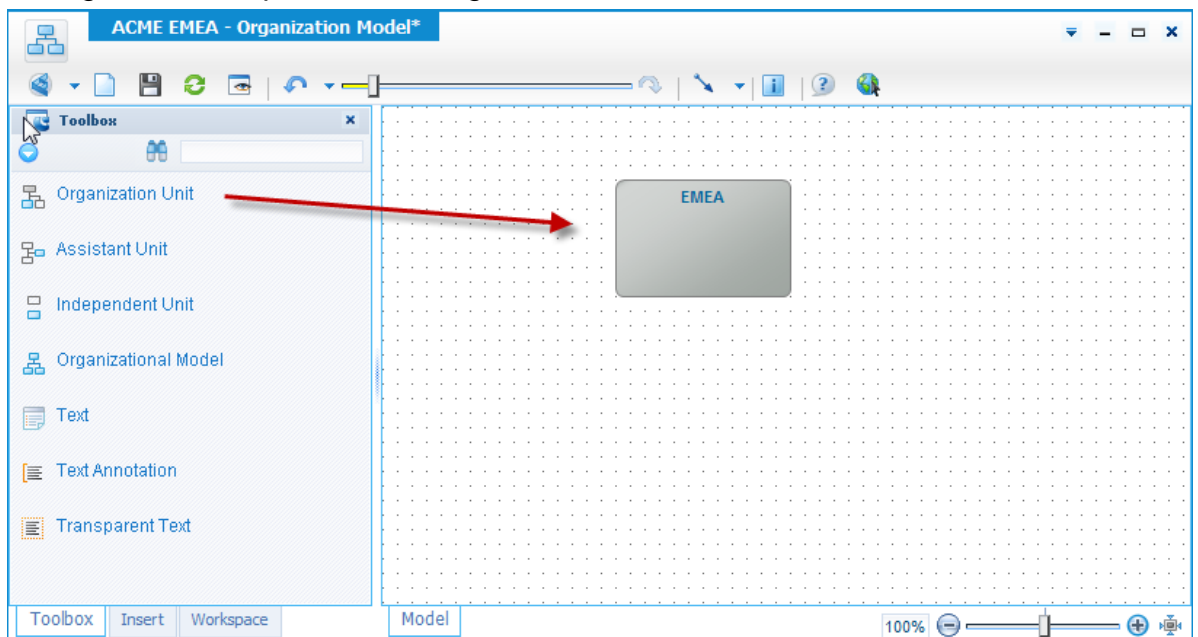 ACME EMEA - Organization Model*
Toolbox
Organization Unit
EMEA
Assistant Unit
Independent Unit
Organizational Model
Text
Text Annotation
Transparent Text
Toolbox Insert Workspace
Model
100%